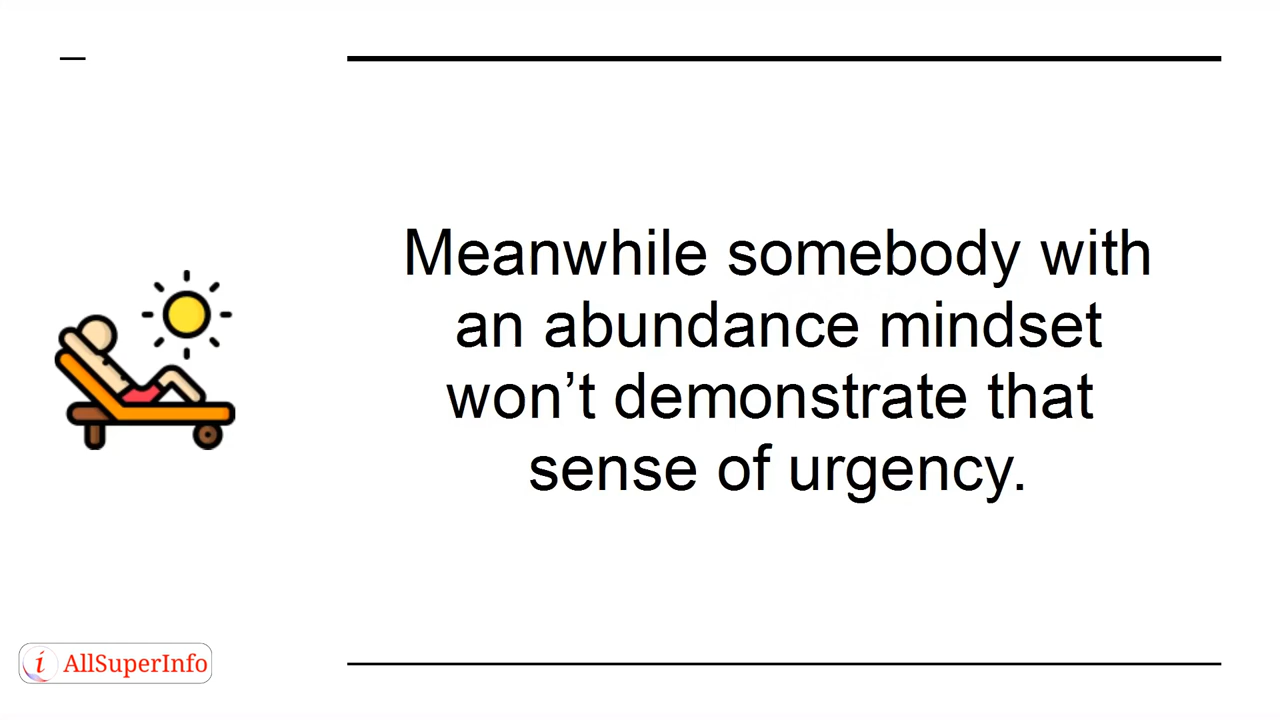 Meanwhile somebody with
an abundance mindset
won’t demonstrate that
sense of urgency.
i AllSuperInfo